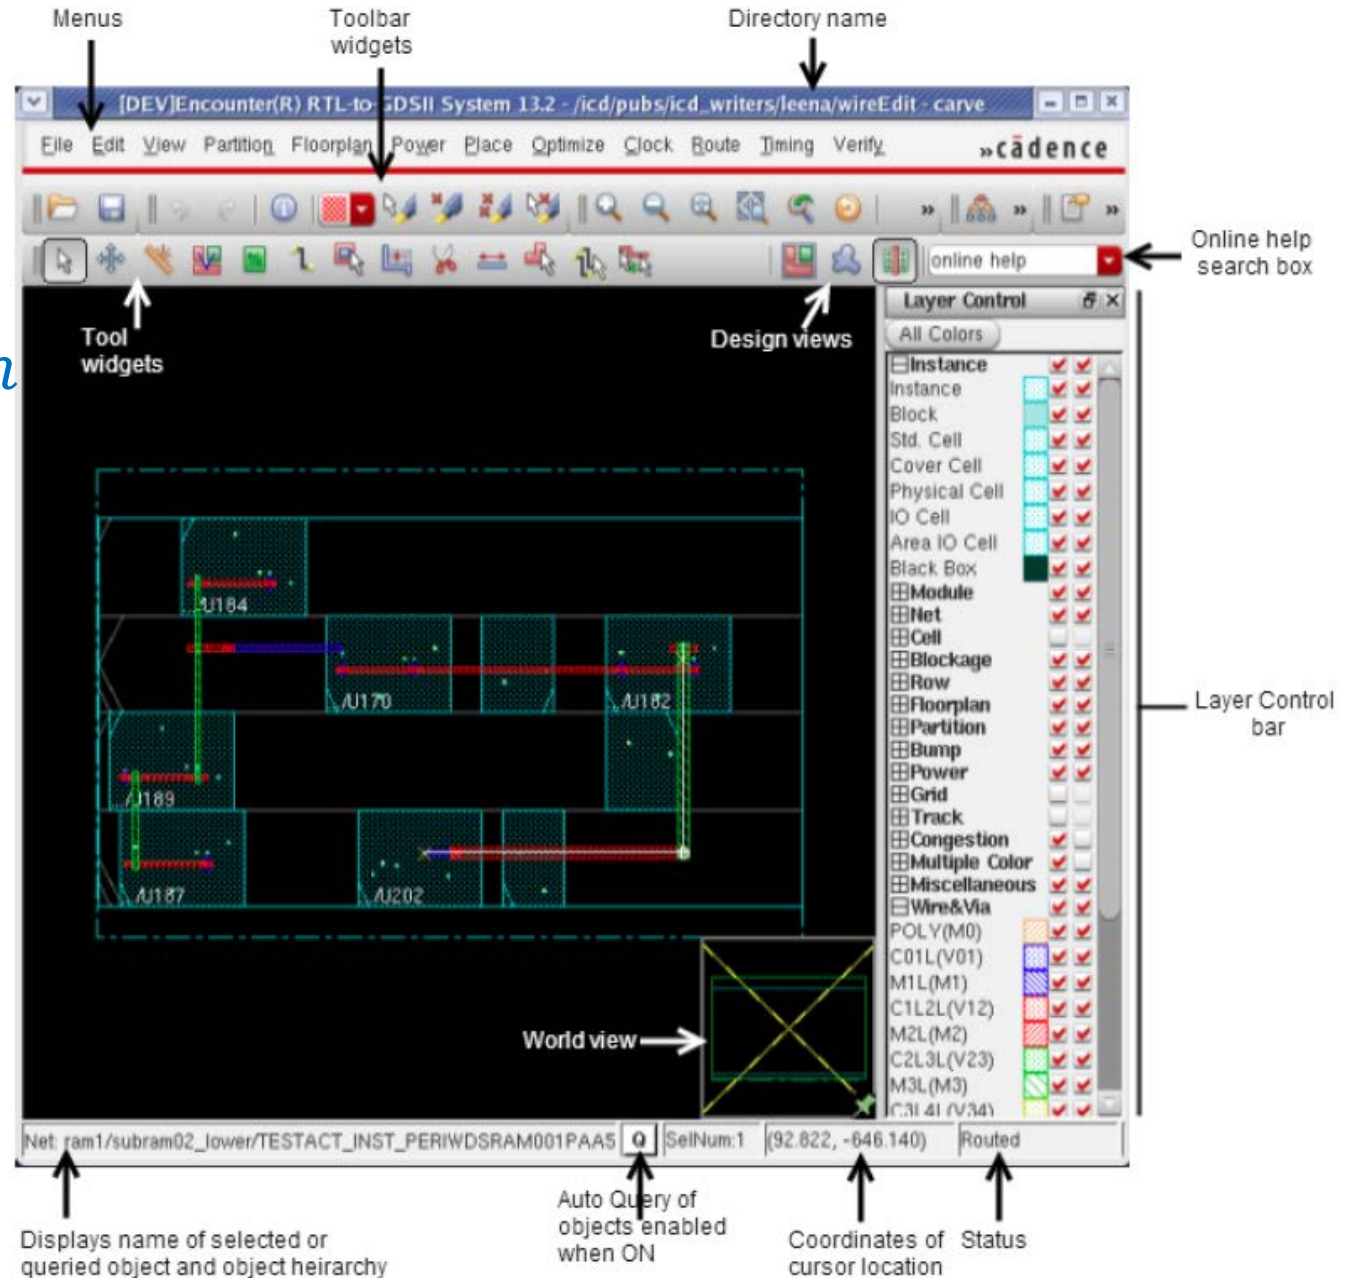 Menus
Toolbar
widgets
Directory name
[DEV]Encounter(R) RTL-to-GDSII System 13.2 - /icd/pubs/icd_writers/leena/wireEdit - carve
File Edit View Partition Floorplan Power Place Optimize Clock Route Timing Verify
»cādence
» » »
online help
Online help
search box
Tool
widgets
Design views
n
Layer Control
All Colors
Instance
Instance
Block
Std. Cell
Cover Cell
Physical Cell
IO Cell
Area IO Cell
Black Box
Module
Net
Cell
Blockage
Row
Floorplan
Partition
Bump
Power
Grid
Track
Congestion
Multiple Color
Miscellaneous
Wire&Via
POLY(M0)
C01L(V01)
M1L(M1)
C1L2L(V12)
M2L(M2)
C2L3L(V23)
M3L(M3)
C3L4L(V34)
Layer Control
bar
.../U184
./U170
./U182
.../U189
/U187
/U202
World view
Net: ram1/subram02_lower/TESTACT_INST_PERIWDSRAM001PAA5
Q
SelNum:1
(92.822, -646.140)
Routed
Displays name of selected or
queried object and object heirarchy
Auto Query of
objects enabled
when ON
Coordinates of
cursor location
Status